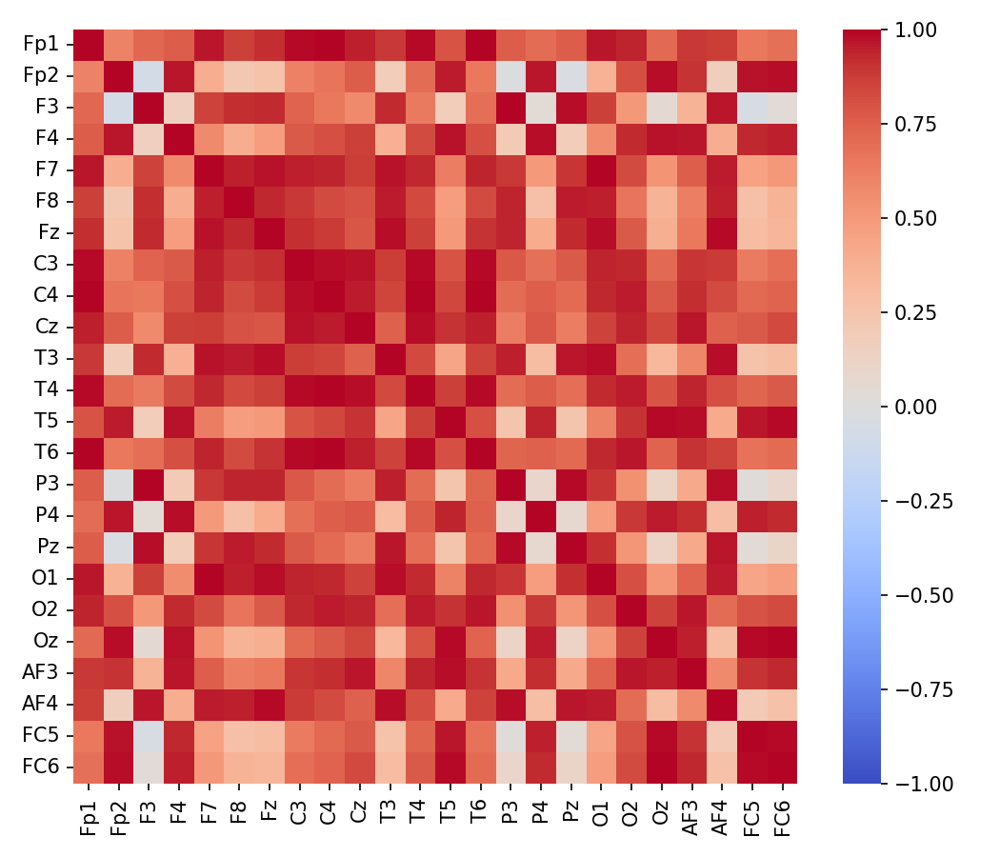 Fp1
Fp2
F3
F4
F7
F8
Fz
C3
C4
Cz
T3
T4
T5
T6
P3
P4
Pz
O1
O2
Oz
AF3
AF4
FC5
FC6
Fp1 Fp2 F3 F4 F7 F8 Fz C3 C4 Cz T3 T4 T5 T6 P3 P4 Pz O1 O2 Oz AF3 AF4 FC5 FC6
1.00
0.75
0.50
0.25
0.00
−0.25
−0.50
−0.75
−1.00